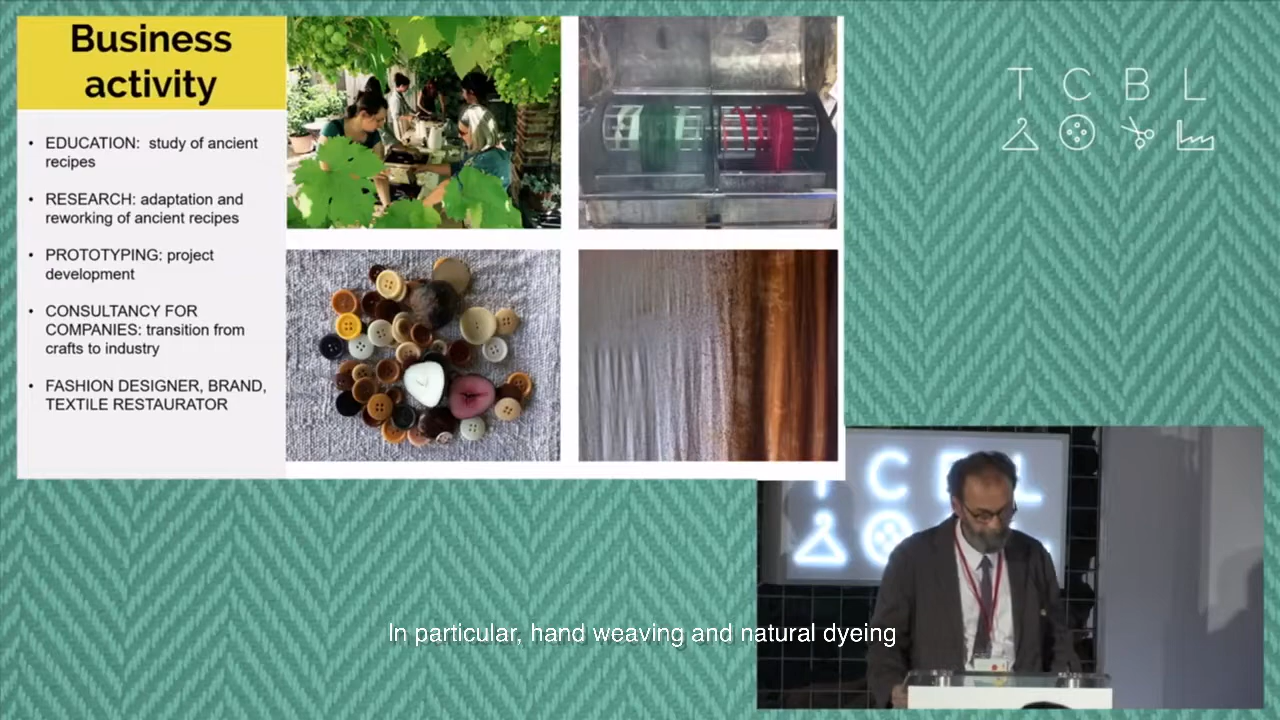 Business
activity
• EDUCATION: study of ancient
recipes
• RESEARCH: adaptation and
reworking of ancient recipes
• PROTOTYPING: project
development
• CONSULTANCY FOR
COMPANIES: transition from
crafts to industry
• FASHION DESIGNER, BRAND,
TEXTILE RESTAURATOR
T C B L
T C B L
In particular, hand weaving and natural dyeing